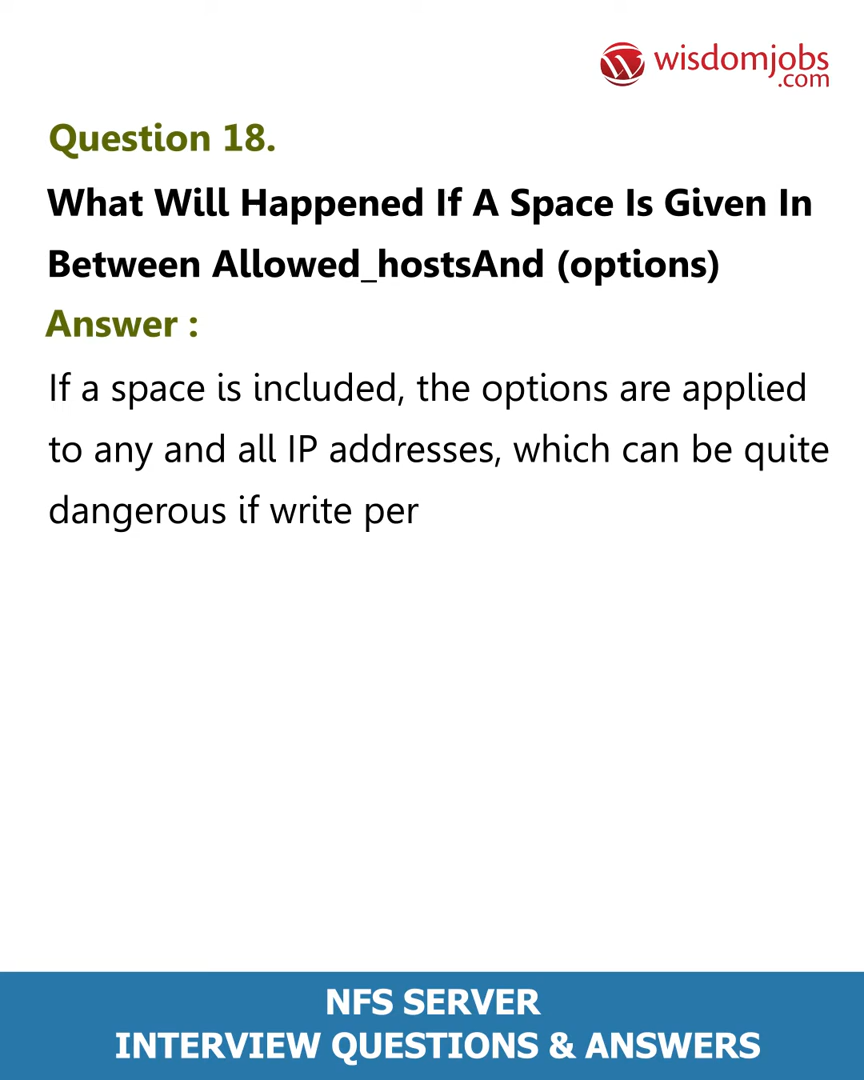 wisdomjobs
.com
Question 18.
What Will Happened If A Space Is Given In
Between Allowed_hostsAnd (options)
Answer :
If a space is included, the options are applied
to any and all IP addresses, which can be quite
dangerous if write per
NFS SERVER
INTERVIEW QUESTIONS & ANSWERS